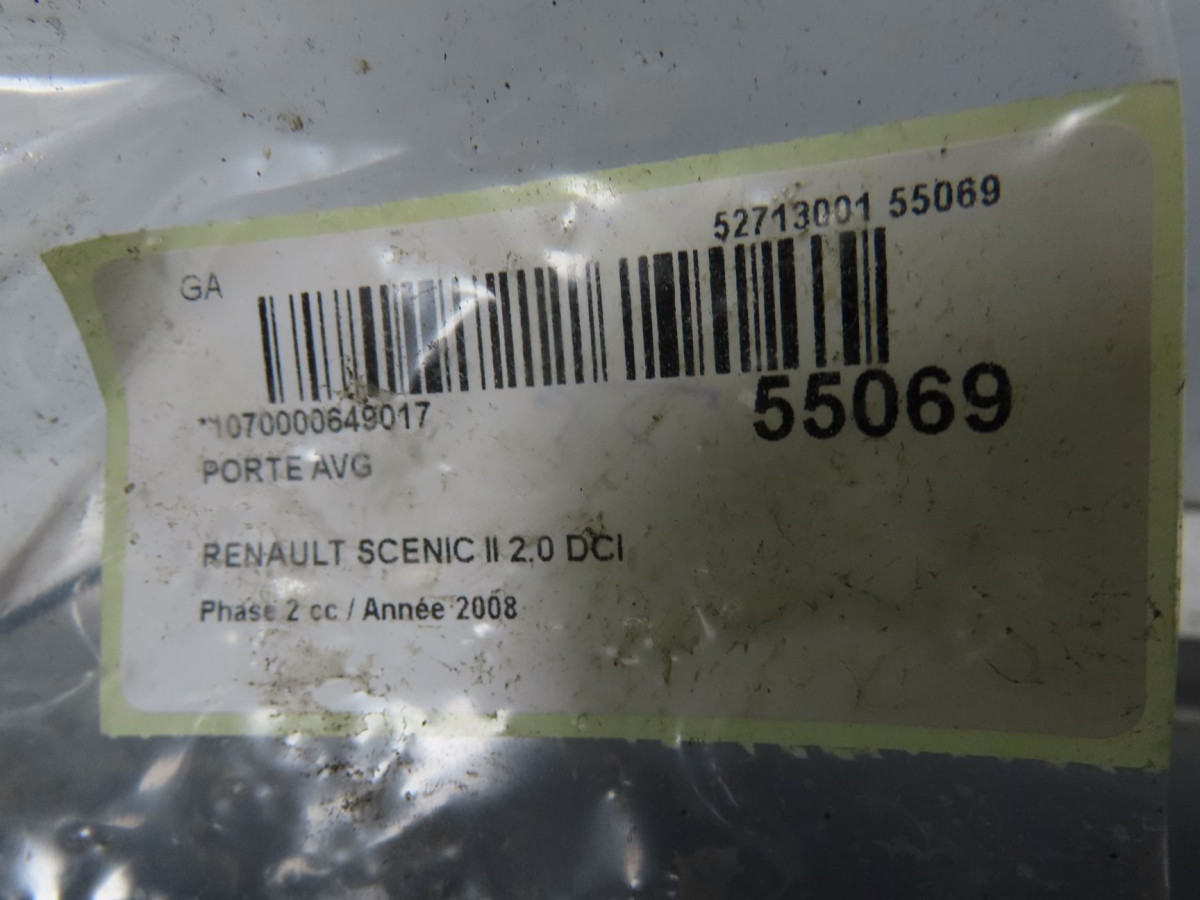 52713001 55069
GA
*1070000649017
55069
PORTE AVG
RENAULT SCENIC II 2.0 DCI
Phase 2 cc / Année 2008